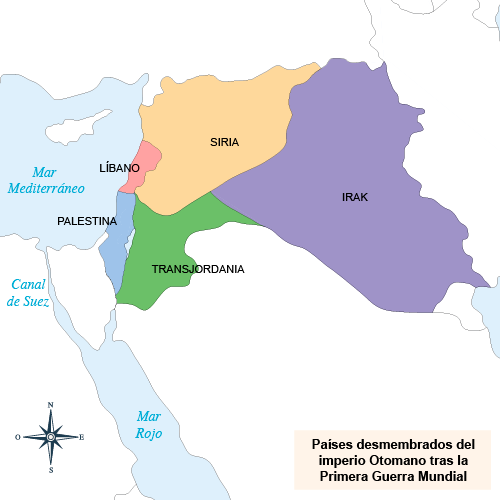 SIRIA
LÍBANO
Mar
Mediterráneo
IRAK
PALESTINA
TRANSJORDANIA
Canal
de Suez
Mar
Rojo
N
O
E
S
Países desmembrados del
imperio Otomano tras la
Primera Guerra Mundial